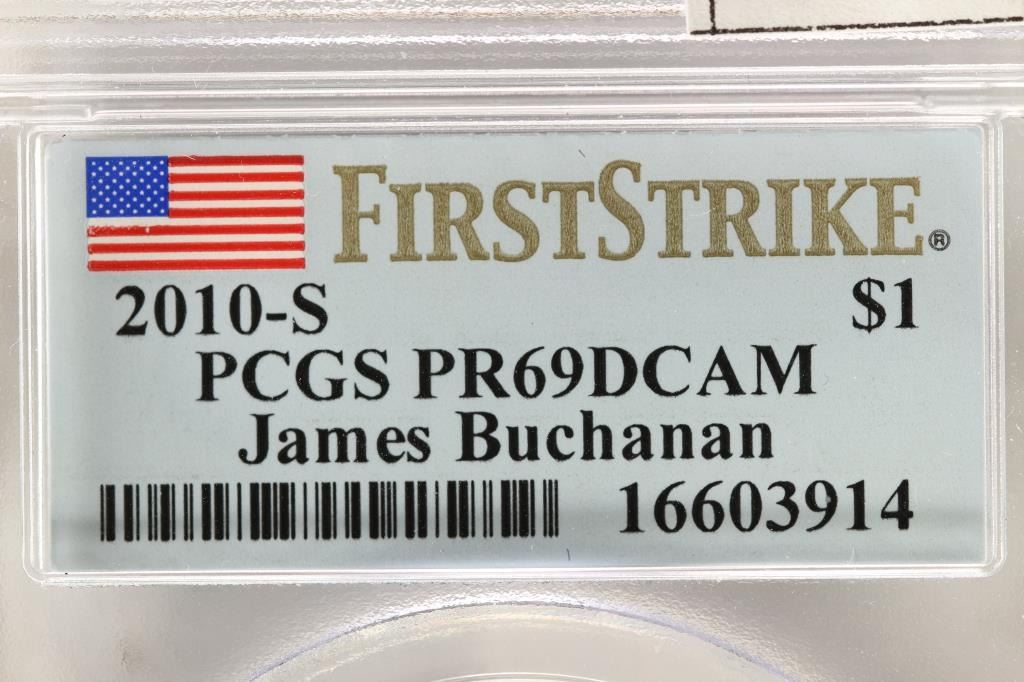 FIRSTSTRIKE®
2010-S $1
PCGS PR69DCAM
James Buchanan
16603914